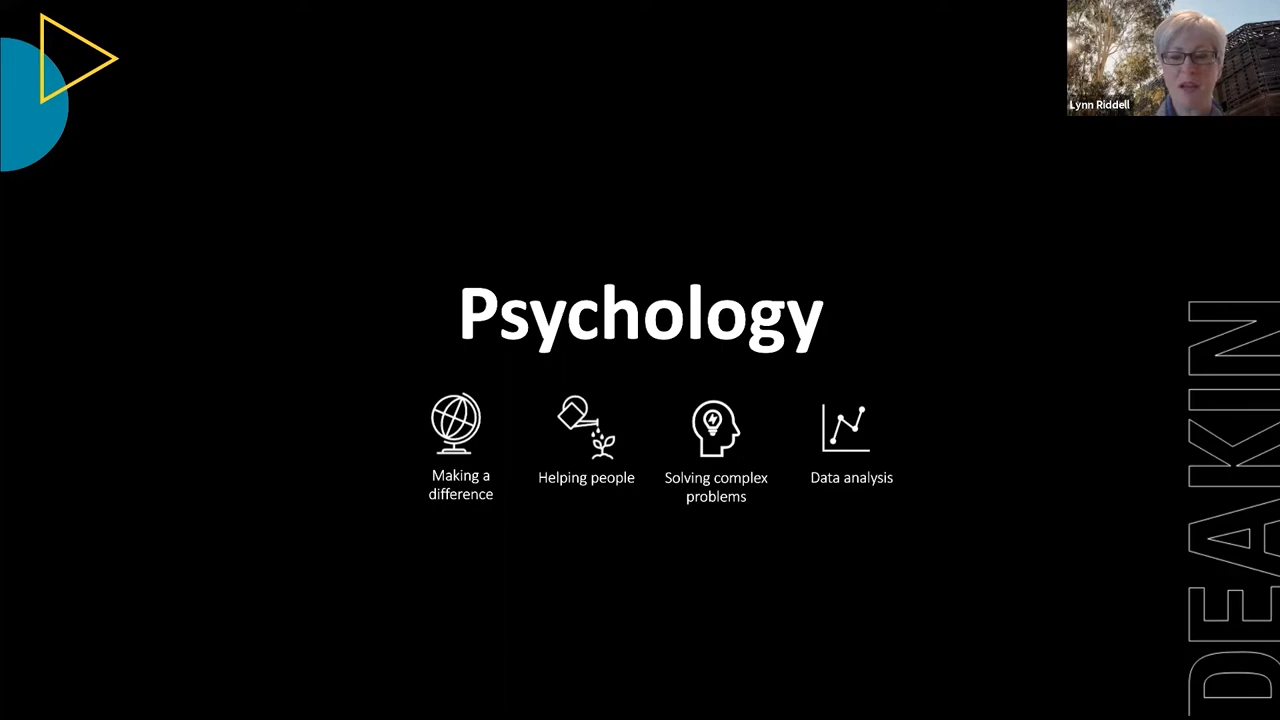 Lynn Riddell
Psychology
Making a
difference
Helping people
Solving complex
problems
Data analysis
DEAKIN